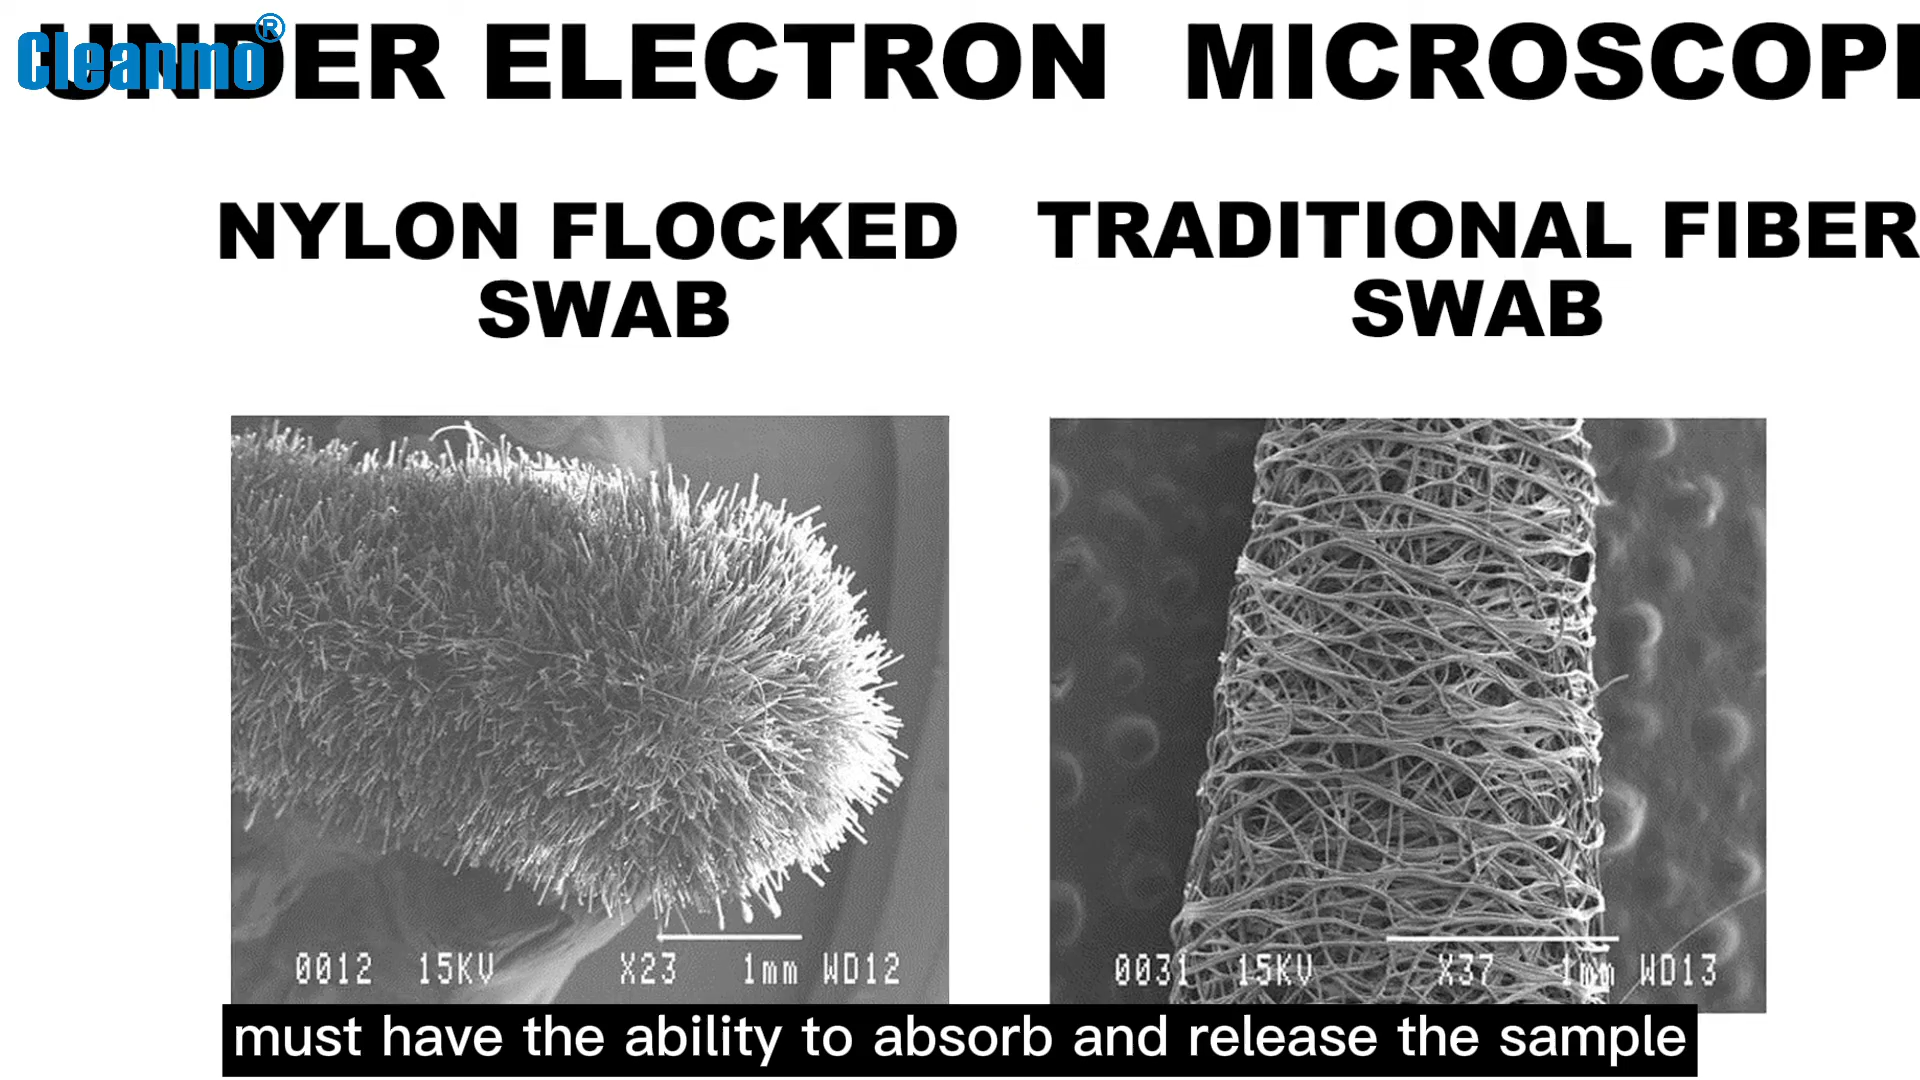 Cleanmo®
UNDER ELECTRON MICROSCOPE
NYLON FLOCKED
SWAB
TRADITIONAL FIBER
SWAB
0012 15KV X23 1mm WD12
0031 15KV X37 1mm WD13
must have the ability to absorb and release the sample